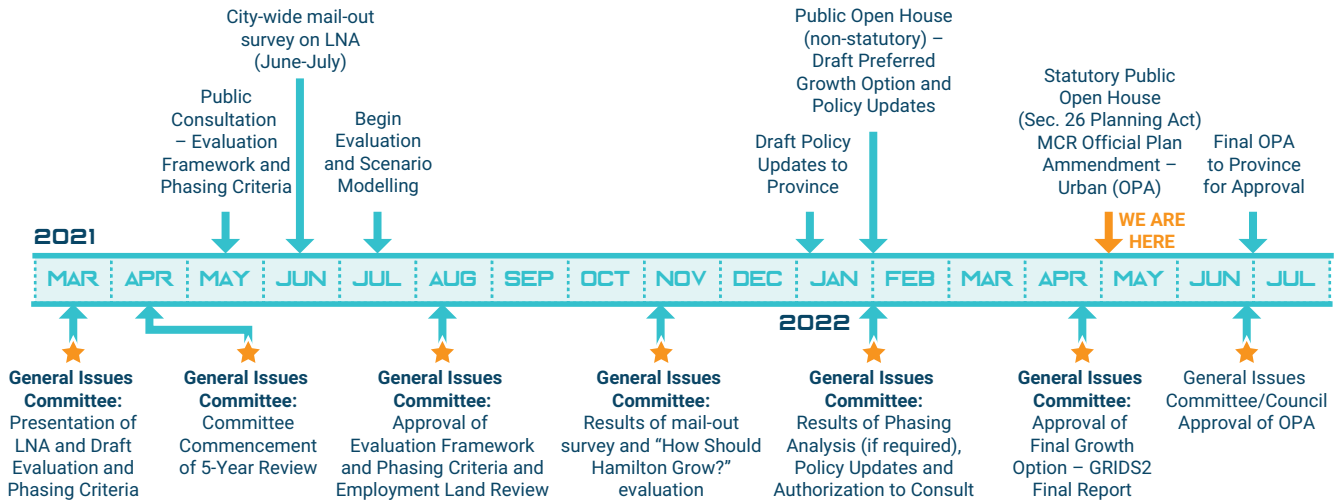 City-wide mail-out
survey on LNA
(June-July)
Public
Consultation
– Evaluation
Framework and
Phasing Criteria
Begin
Evaluation
and Scenario
Modelling
Public Open House
(non-statutory) –
Draft Preferred
Growth Option and
Policy Updates
Draft Policy
Updates to
Province
Statutory Public
Open House
(Sec. 26 Planning Act)
MCR Official Plan
Ammendment –
Urban (OPA)
Final OPA
to Province
for Approval
WE ARE
HERE
2021
MAR APR MAY JUN JUL AUG SEP OCT NOV DEC JAN FEB MAR APR MAY JUN JUL
2022
General Issues
Committee:
Presentation of
LNA and Draft
Evaluation and
Phasing Criteria
General Issues
Committee:
Committee
Commencement
of 5-Year Review
General Issues
Committee:
Approval of
Evaluation Framework
and Phasing Criteria and
Employment Land Review
General Issues
Committee:
Results of mail-out
survey and “How Should
Hamilton Grow?”
evaluation
General Issues
Committee:
Results of Phasing
Analysis (if required),
Policy Updates and
Authorization to Consult
General Issues
Committee:
Approval of
Final Growth
Option – GRIDS2
Final Report
General Issues
Committee/Council
Approval of OPA